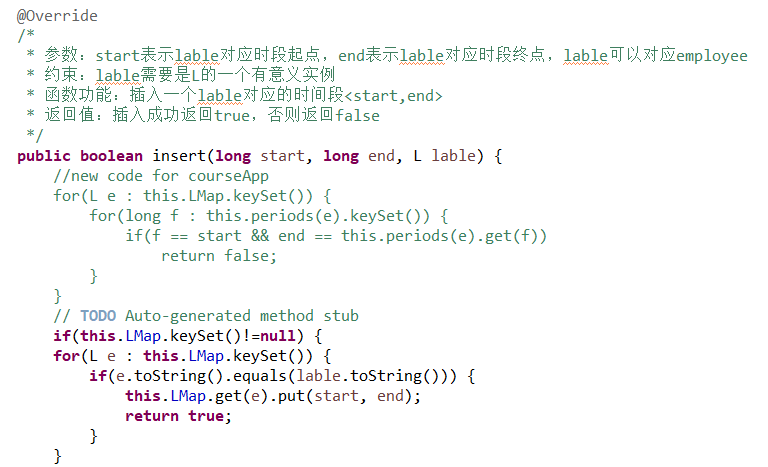 @Override
/*
 * 参数：start表示lable对应时段起点，end表示lable对应时段终点，lable可以对应employee
 * 约束：lable需要是L的一个有意义实例
 * 函数功能：插入一个lable对应的时间段<start,end>
 * 返回值：插入成功返回true，否则返回false
 */
public boolean insert(long start, long end, L lable) {
    //new code for courseApp
    for(L e : this.LMap.keySet()) {
        for(long f : this.periods(e).keySet()) {
            if(f == start && end == this.periods(e).get(f))
                return false;
        }
    }
    // TODO Auto-generated method stub
    if(this.LMap.keySet()!=null) {
    for(L e : this.LMap.keySet()) {
        if(e.toString().equals(lable.toString())) {
            this.LMap.get(e).put(start, end);
            return true;
        }
    }